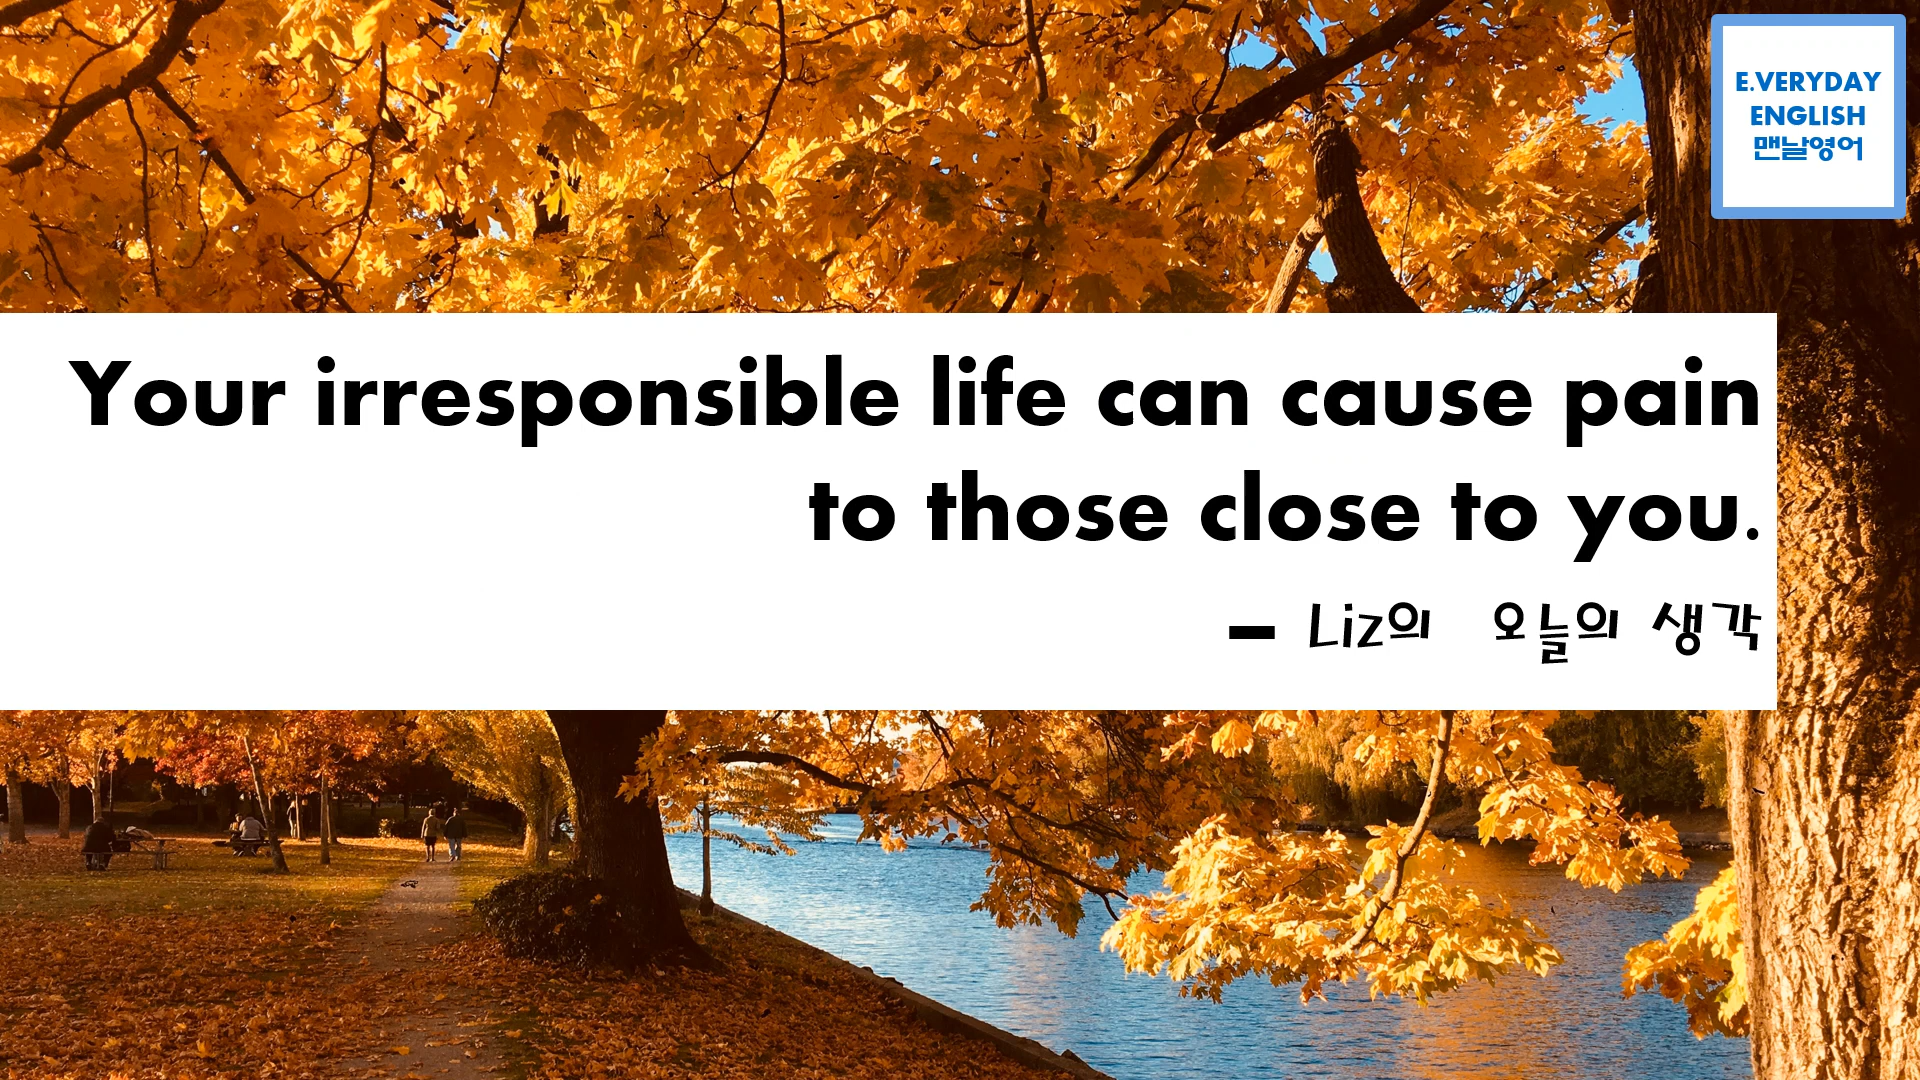 E.VERYDAY
ENGLISH
맨날영어
Your irresponsible life can cause pain
to those close to you.
- Liz의 오늘의 생각